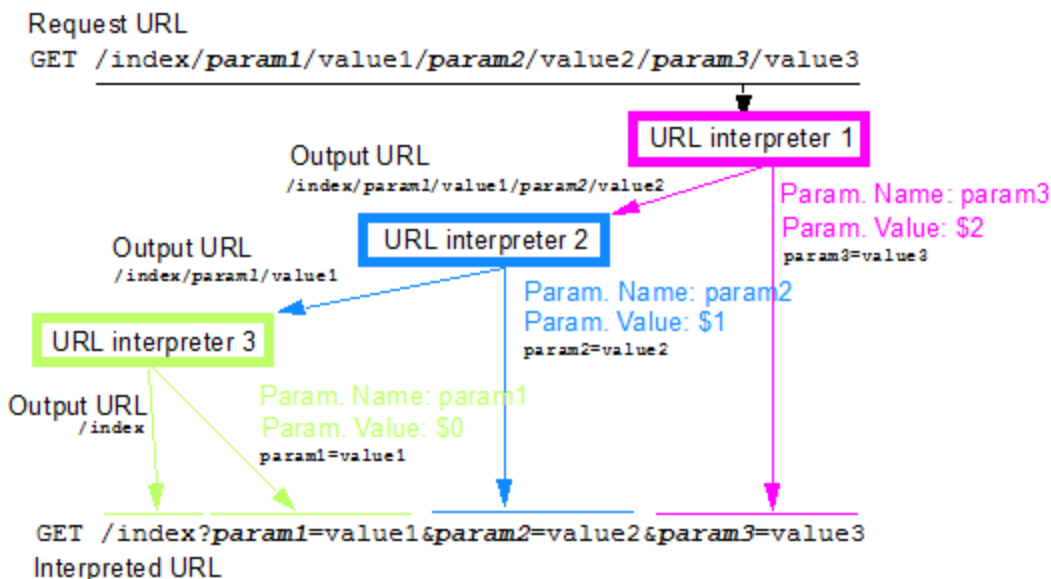 Request URL
GET /index/param1/value1/param2/value2/param3/value3
URL interpreter 1
Output URL
/index/param1/value1/param2/value2
Param. Name: param3
Param. Value: $2
param3=value3
URL interpreter 2
Output URL
/index/param1/value1
Param. Name: param2
Param. Value: $1
param2=value2
URL interpreter 3
Output URL
/index
Param. Name: param1
Param. Value: $0
param1=value1
GET /index?param1=value1&param2=value2&param3=value3
Interpreted URL